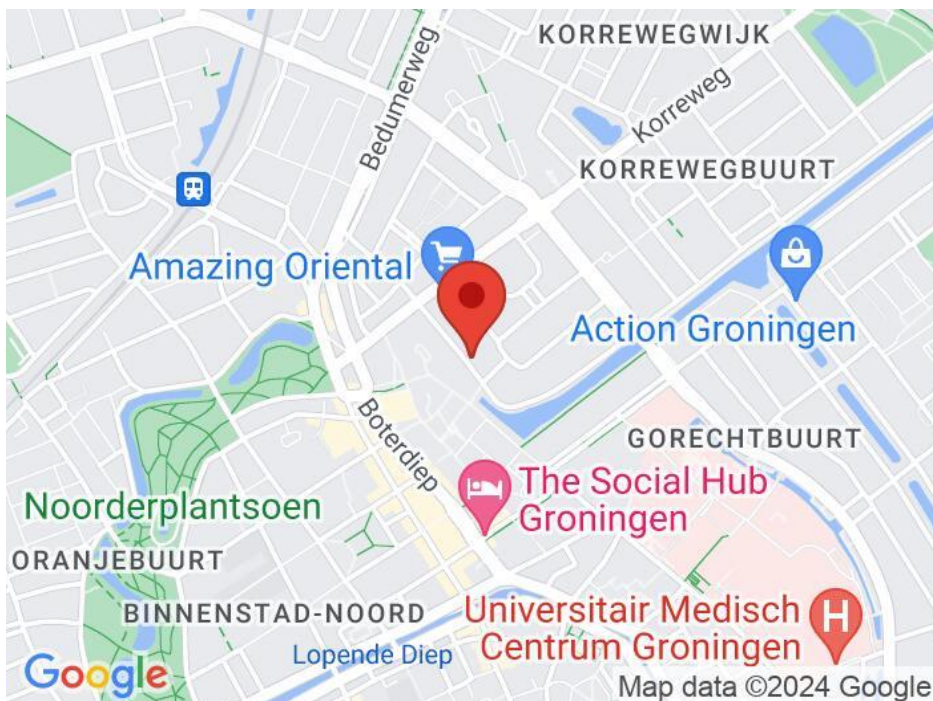 KORREWEGWIJK
Bedumerweg
Korreweg
KORREWEGBUURT
Amazing Oriental
Action Groningen
GORECHTBUURT
Boterdiep
The Social Hub
Groningen
Noorderplantsoen
ORANJEBUURT
BINNENSTAD-NOORD
Universitair Medisch
Centrum Groningen
H
Lopende Diep
Google
Map data ©2024 Google